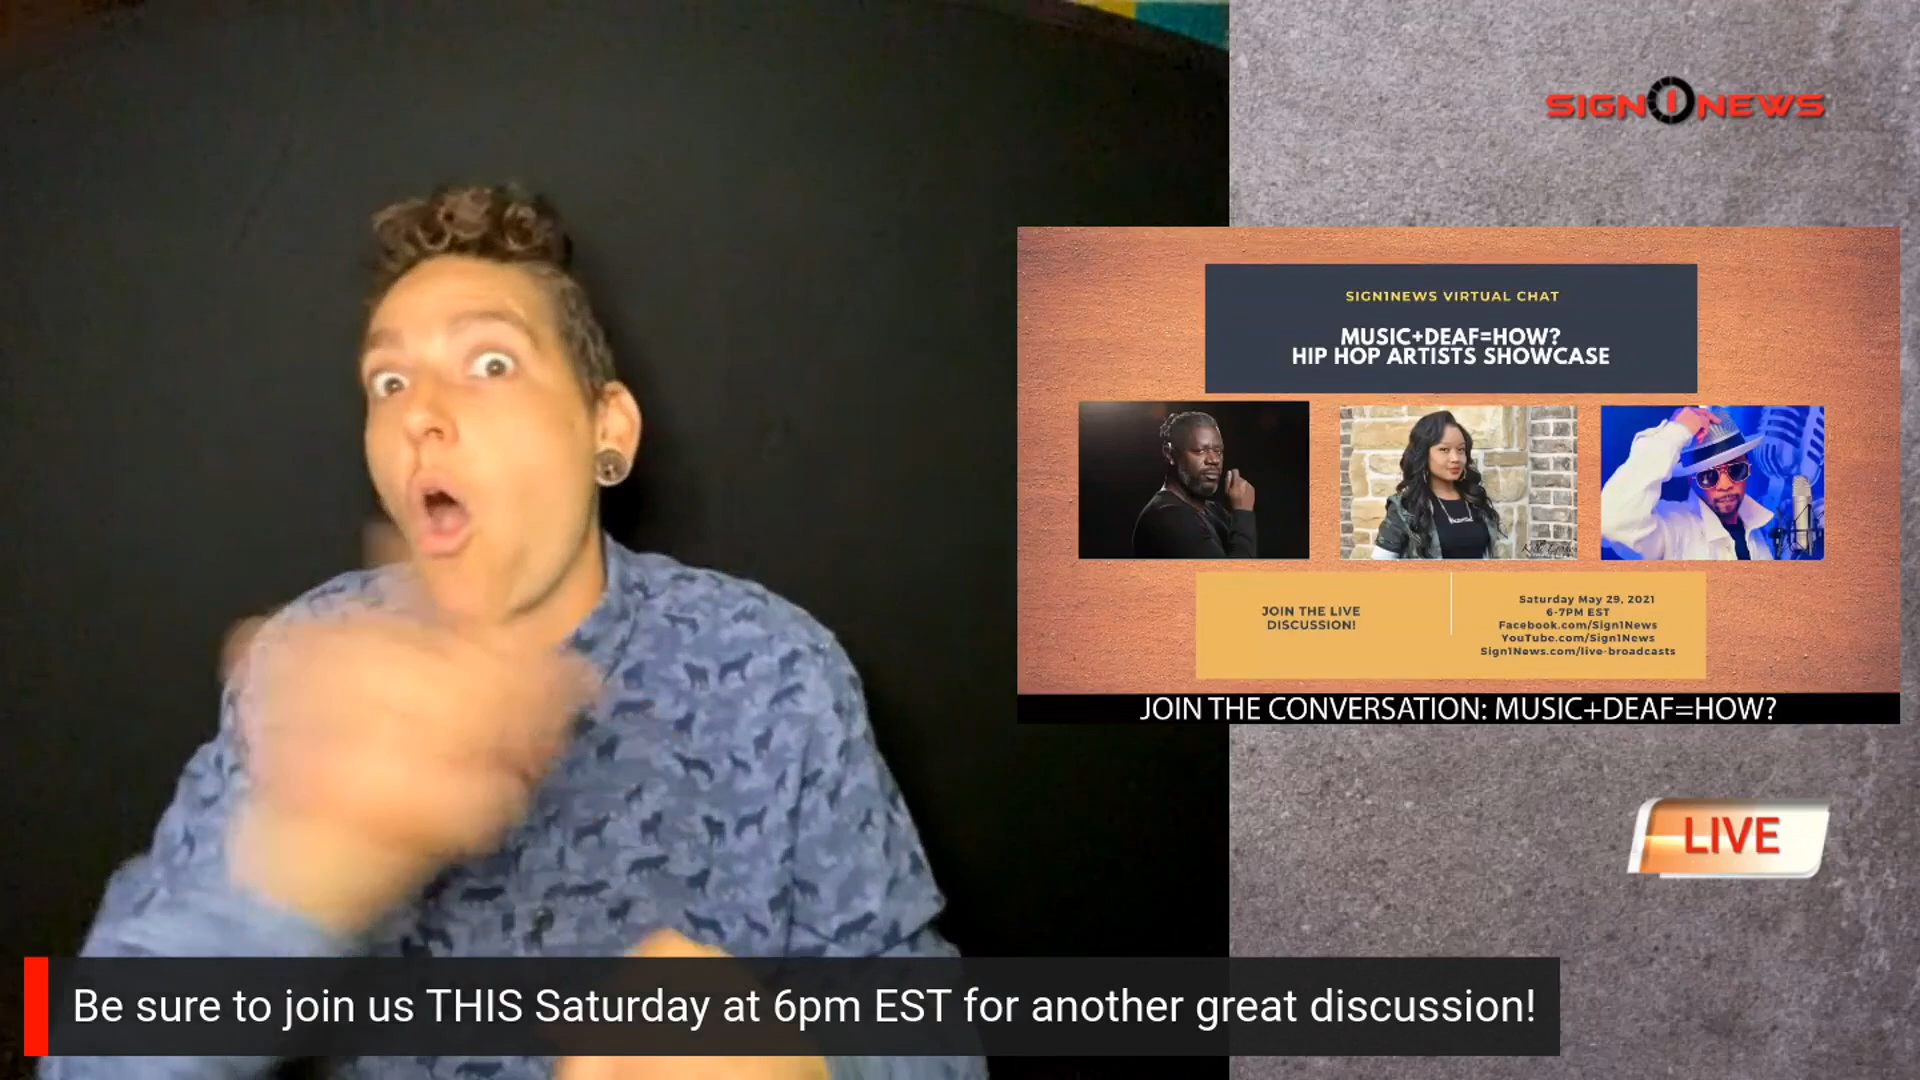 SIGN1NEWS
SIGN1NEWS VIRTUAL CHAT
MUSIC+DEAF=HOW?
HIP HOP ARTISTS SHOWCASE
JOIN THE LIVE
DISCUSSION!
Saturday May 29, 2021
6-7PM EST
Facebook.com/Sign1News
YouTube.com/Sign1News
Sign1News.com/live-broadcasts
JOIN THE CONVERSATION: MUSIC+DEAF=HOW?
LIVE
Be sure to join us THIS Saturday at 6pm EST for another great discussion!